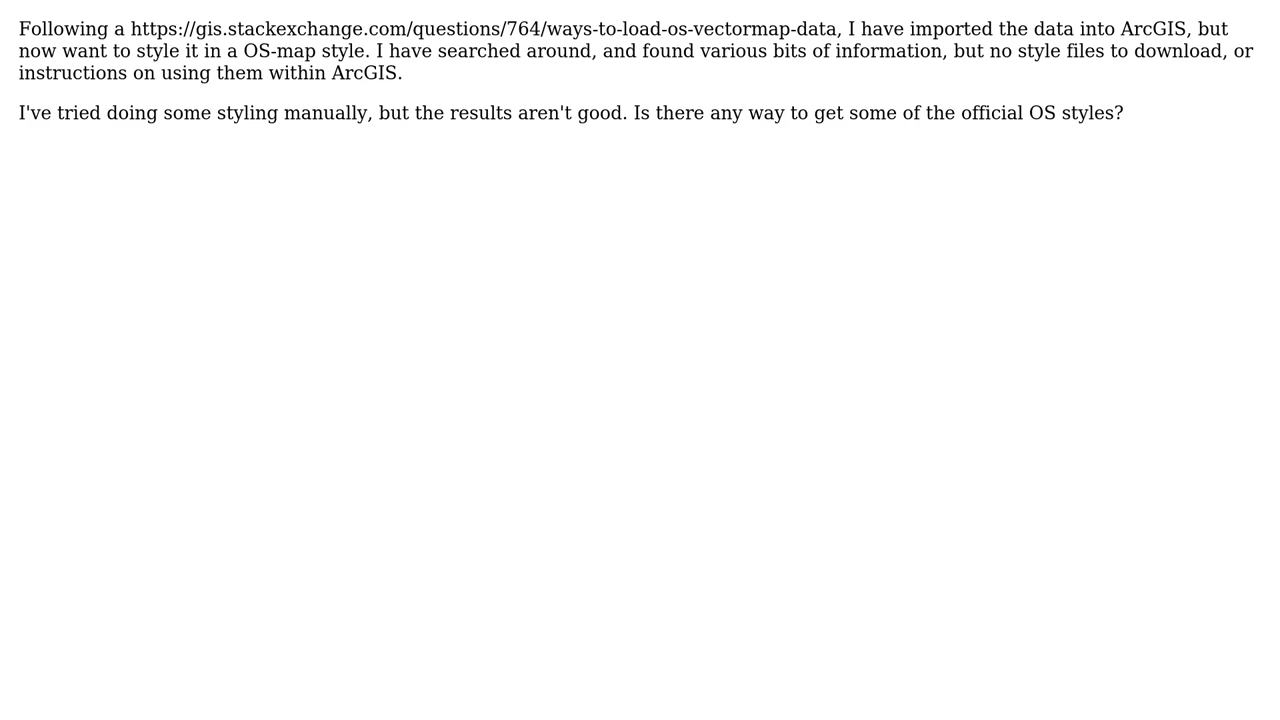 Following a https://gis.stackexchange.com/questions/764/ways-to-load-os-vectormap-data, I have imported the data into ArcGIS, but
now want to style it in a OS-map style. I have searched around, and found various bits of information, but no style files to download, or
instructions on using them within ArcGIS.
I've tried doing some styling manually, but the results aren't good. Is there any way to get some of the official OS styles?